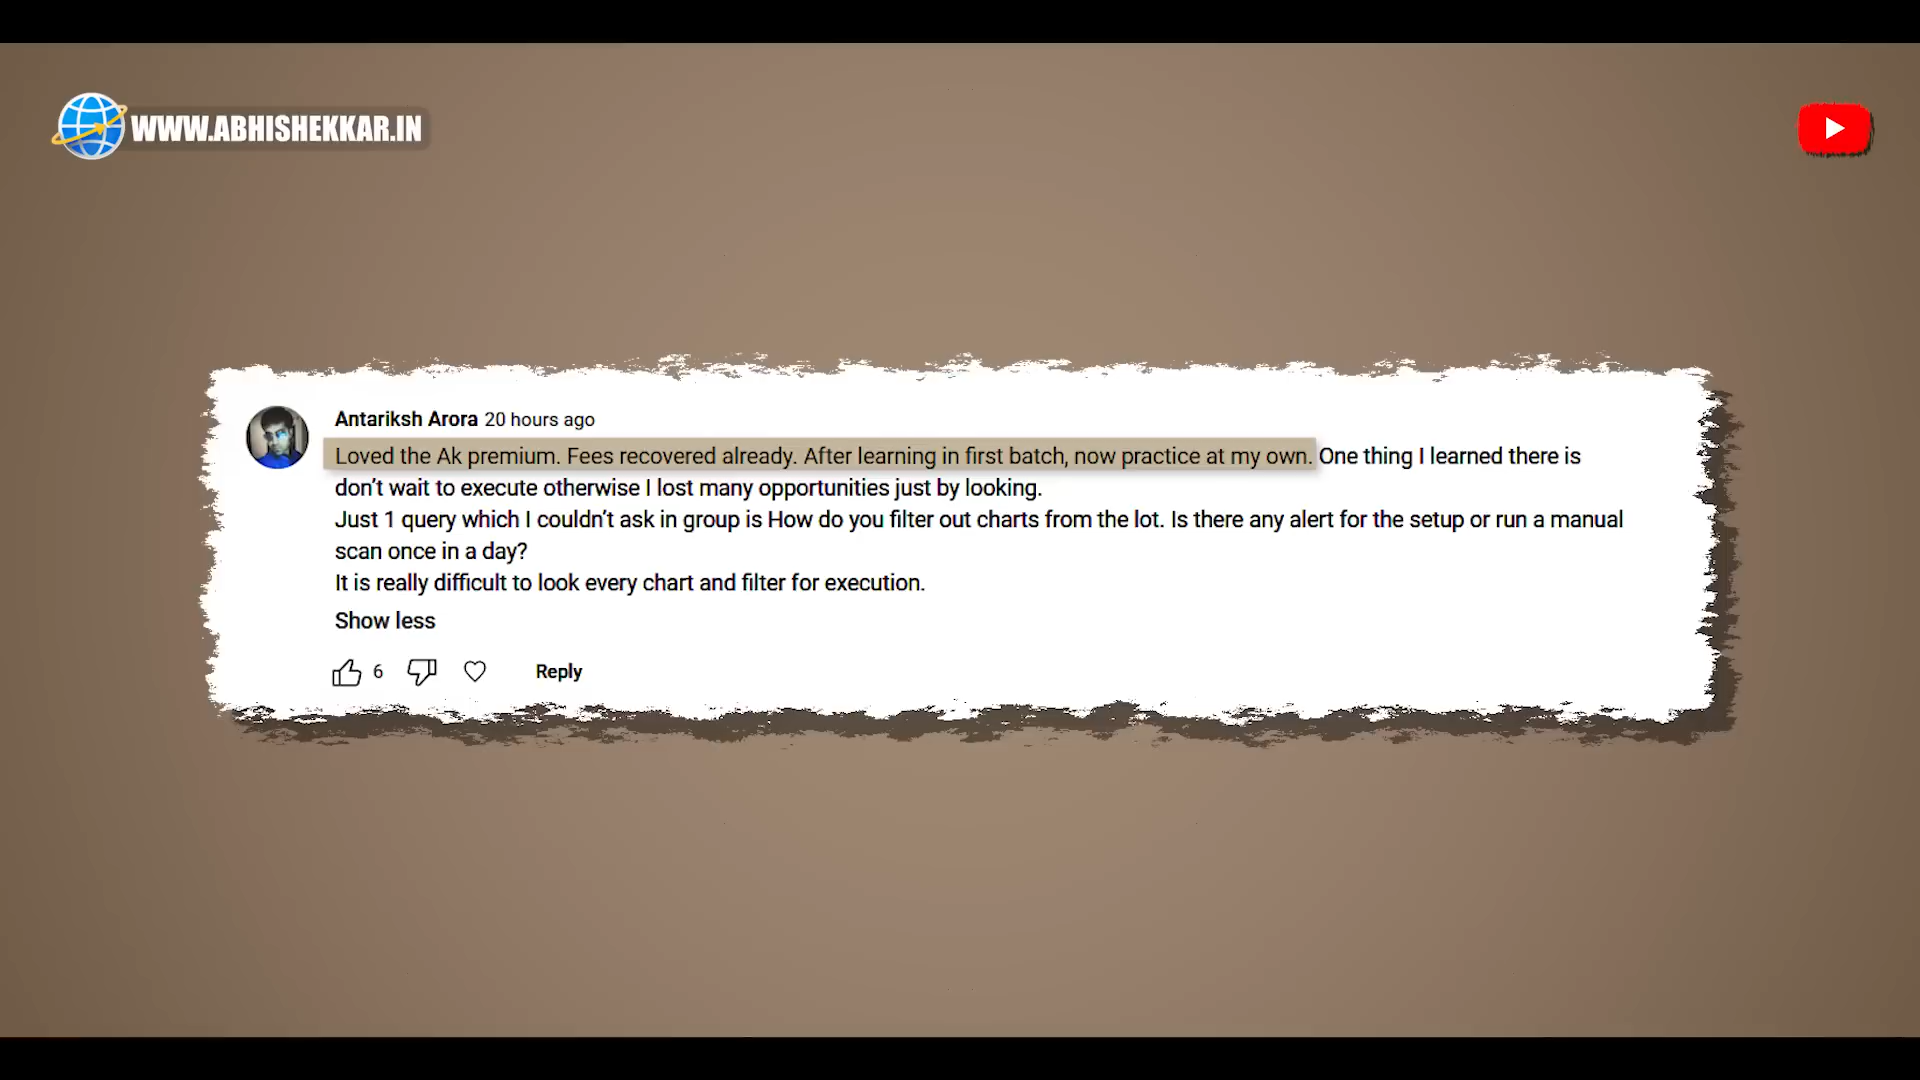 WWW.ABHISHEKKAR.IN
Antariksh Arora 20 hours ago
Loved the Ak premium. Fees recovered already. After learning in first batch, now practice at my own. One thing I learned there is
don't wait to execute otherwise I lost many opportunities just by looking.
Just 1 query which I couldn't ask in group is How do you filter out charts from the lot. Is there any alert for the setup or run a manual
scan once in a day?
It is really difficult to look every chart and filter for execution.
Show less
6 Reply